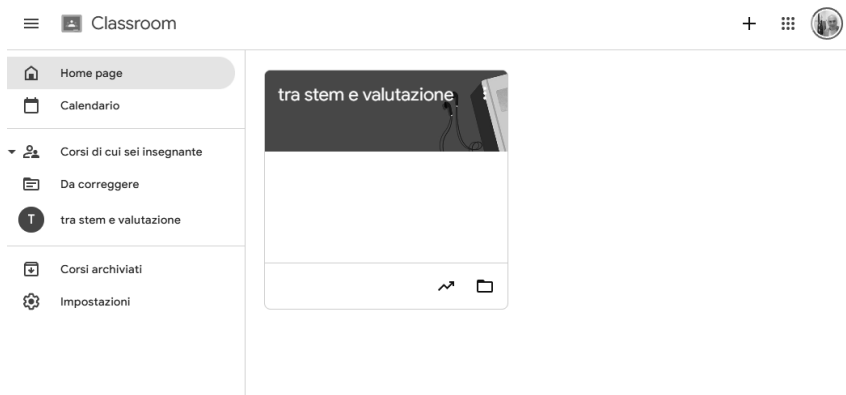 Classroom
Home page
Calendario
Corsi di cui sei insegnante
Da correggere
T
tra stem e valutazione
Corsi archiviati
Impostazioni
tra stem e valutazione